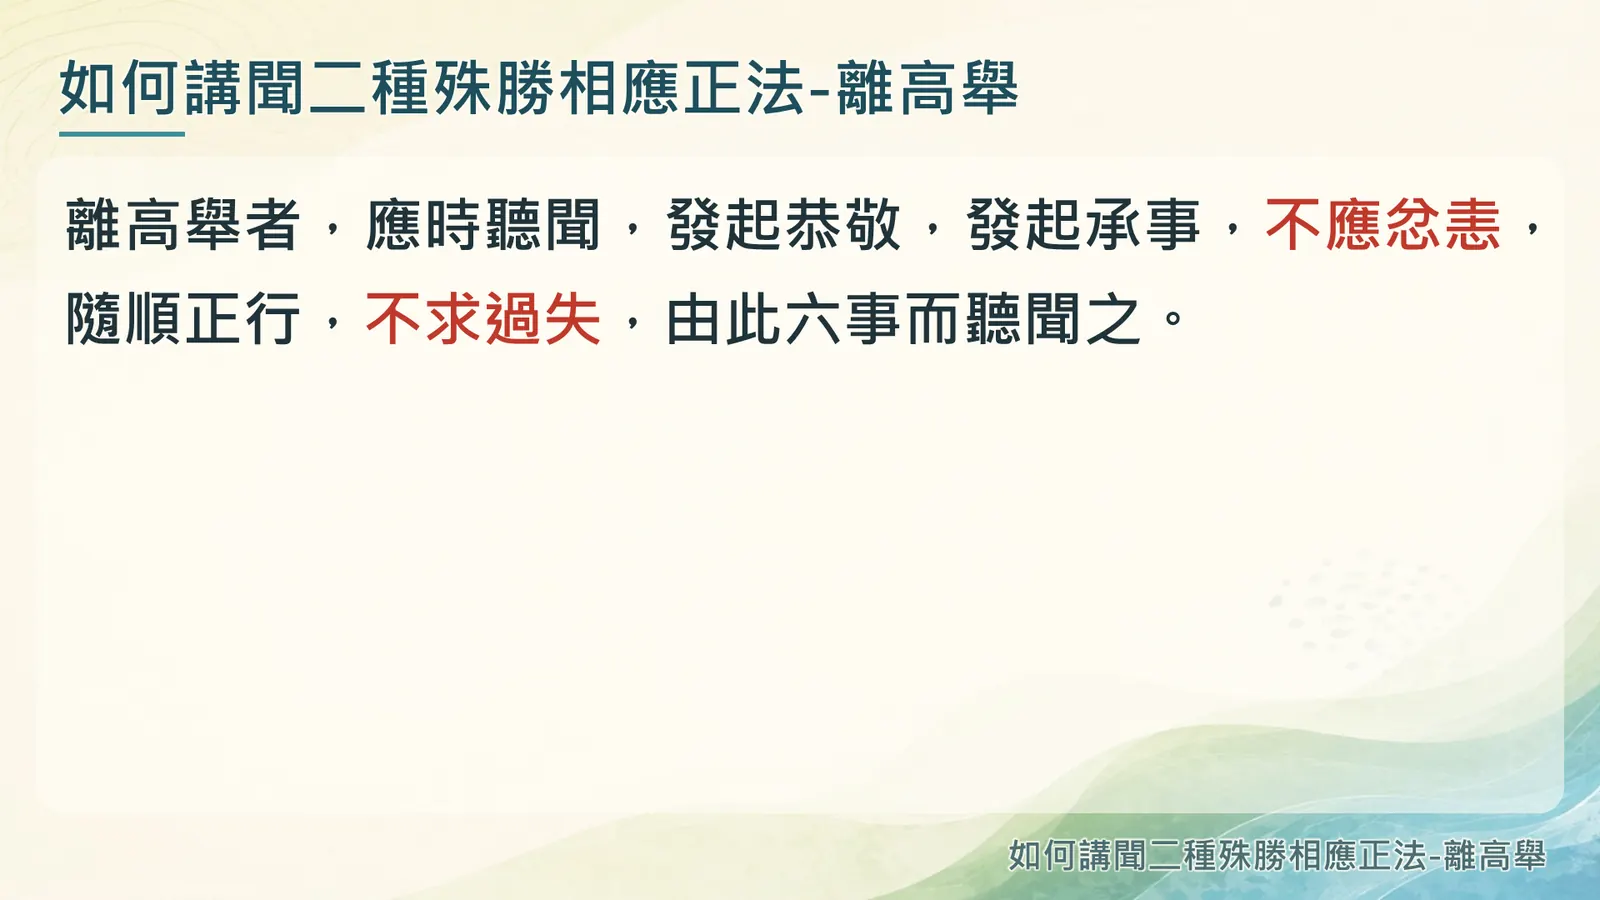 如何講聞二種殊勝相應正法-離高舉
離高舉者，應時聽聞，發起恭敬，發起承事，不應忿恚，
隨順正行，不求過失，由此六事而聽聞之。
如何講聞二種殊勝相應正法-離高舉